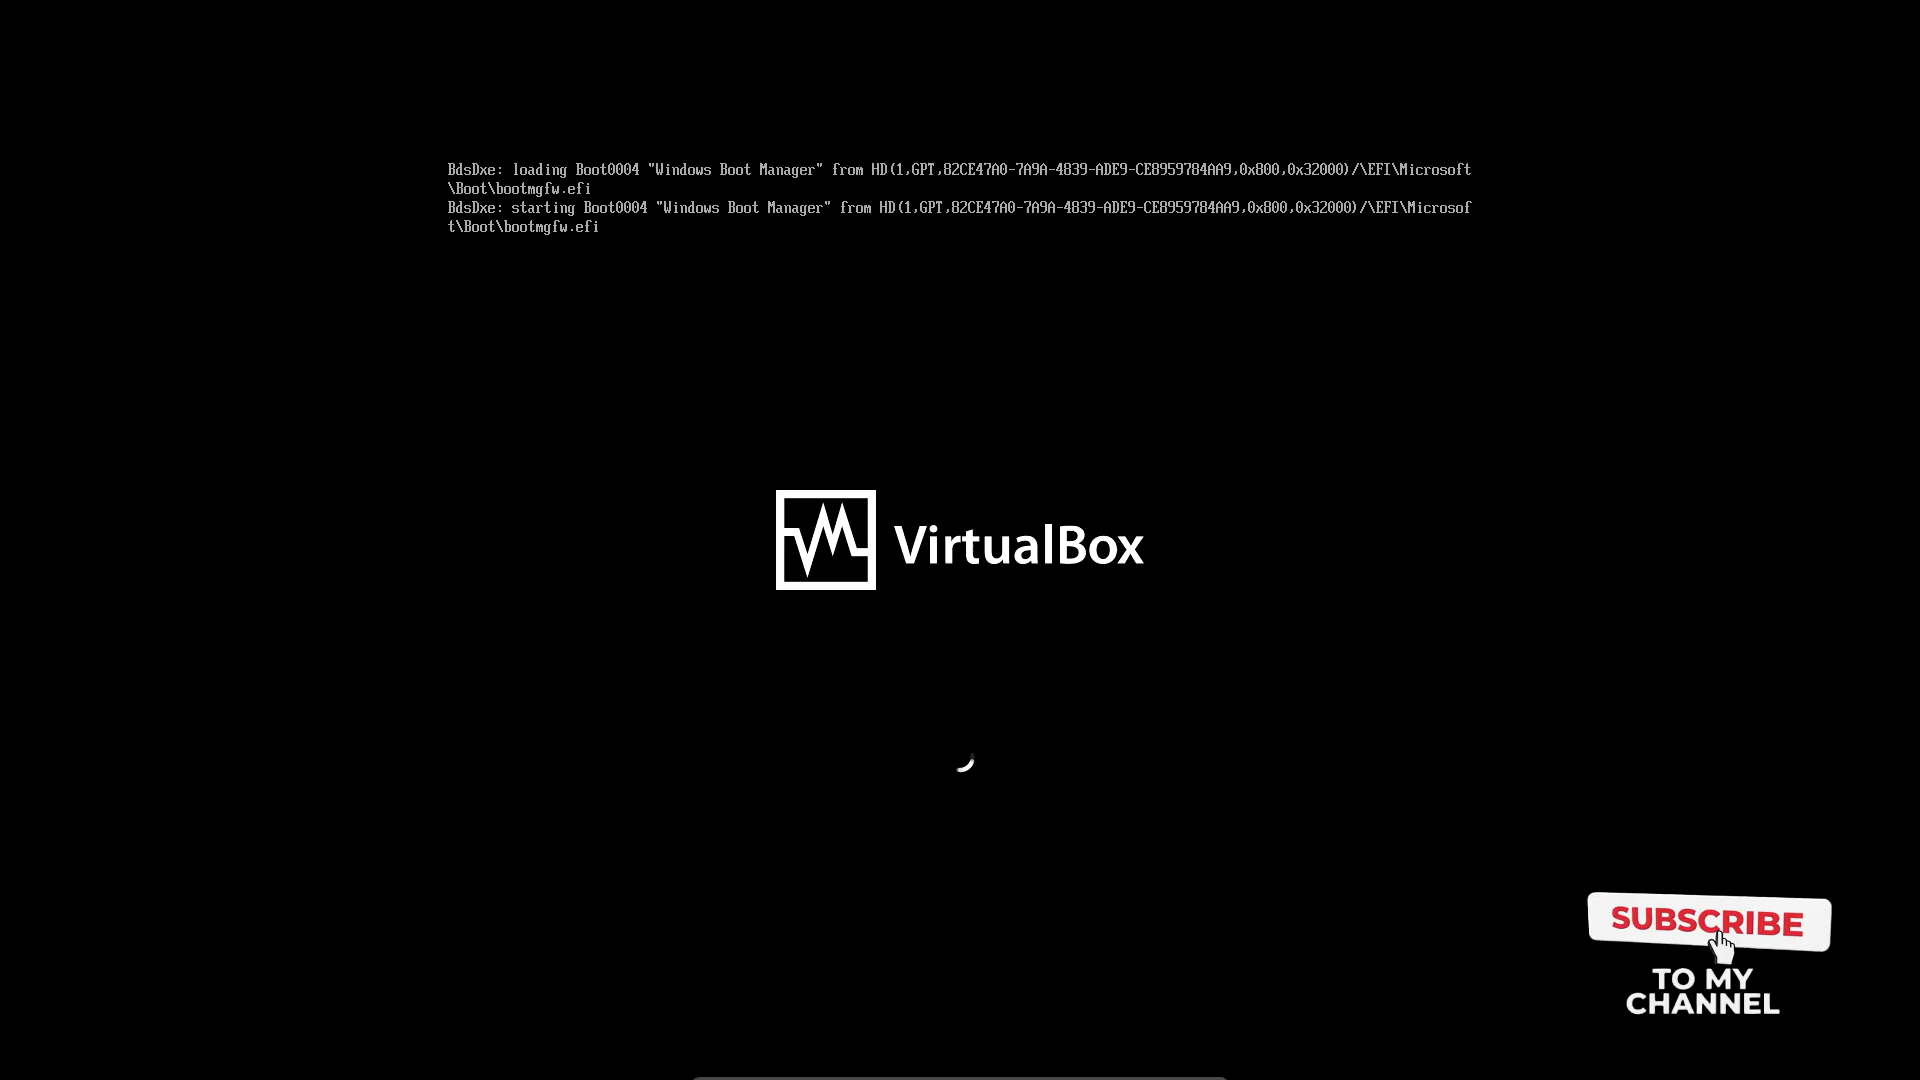 BdsDxe: loading Boot0004 "Windows Boot Manager" from HD(1,GPT,82CE47A0-7A9A-4839-ADE9-CE8959784AA9,0x800,0x32000)/\EFI\Microsoft
\Boot\bootmgfw.efi
BdsDxe: starting Boot0004 "Windows Boot Manager" from HD(1,GPT,82CE47A0-7A9A-4839-ADE9-CE8959784AA9,0x800,0x32000)/\EFI\Microsof
t\Boot\bootmgfw.efi
VirtualBox
SUBSCRIBE
TO MY
CHANNEL